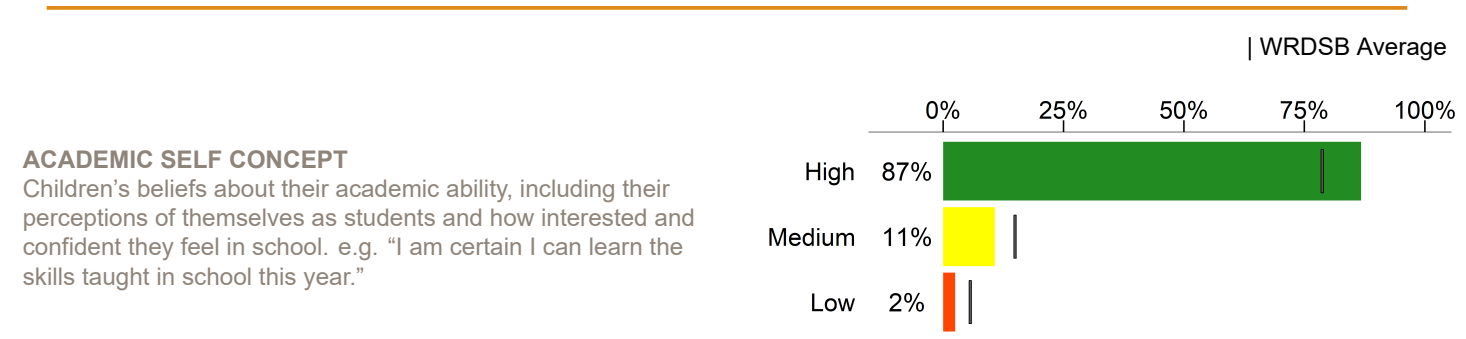 | WRDSB Average
0% 25% 50% 75% 100%
ACADEMIC SELF CONCEPT
Children’s beliefs about their academic ability, including their
perceptions of themselves as students and how interested and
confident they feel in school. e.g. “I am certain I can learn the
skills taught in school this year.”
High 87%
Medium 11%
Low 2%